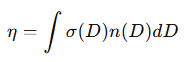 η = ∫ σ(D)n(D)dD